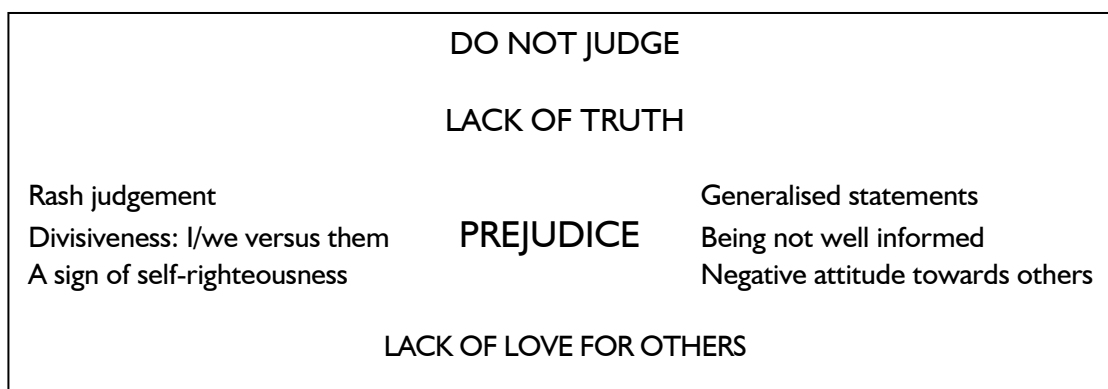 DO NOT JUDGE
LACK OF TRUTH
Rash judgement
Generalised statements
Divisiveness: I/we versus them
PREJUDICE
Being not well informed
A sign of self-righteousness
Negative attitude towards others
LACK OF LOVE FOR OTHERS